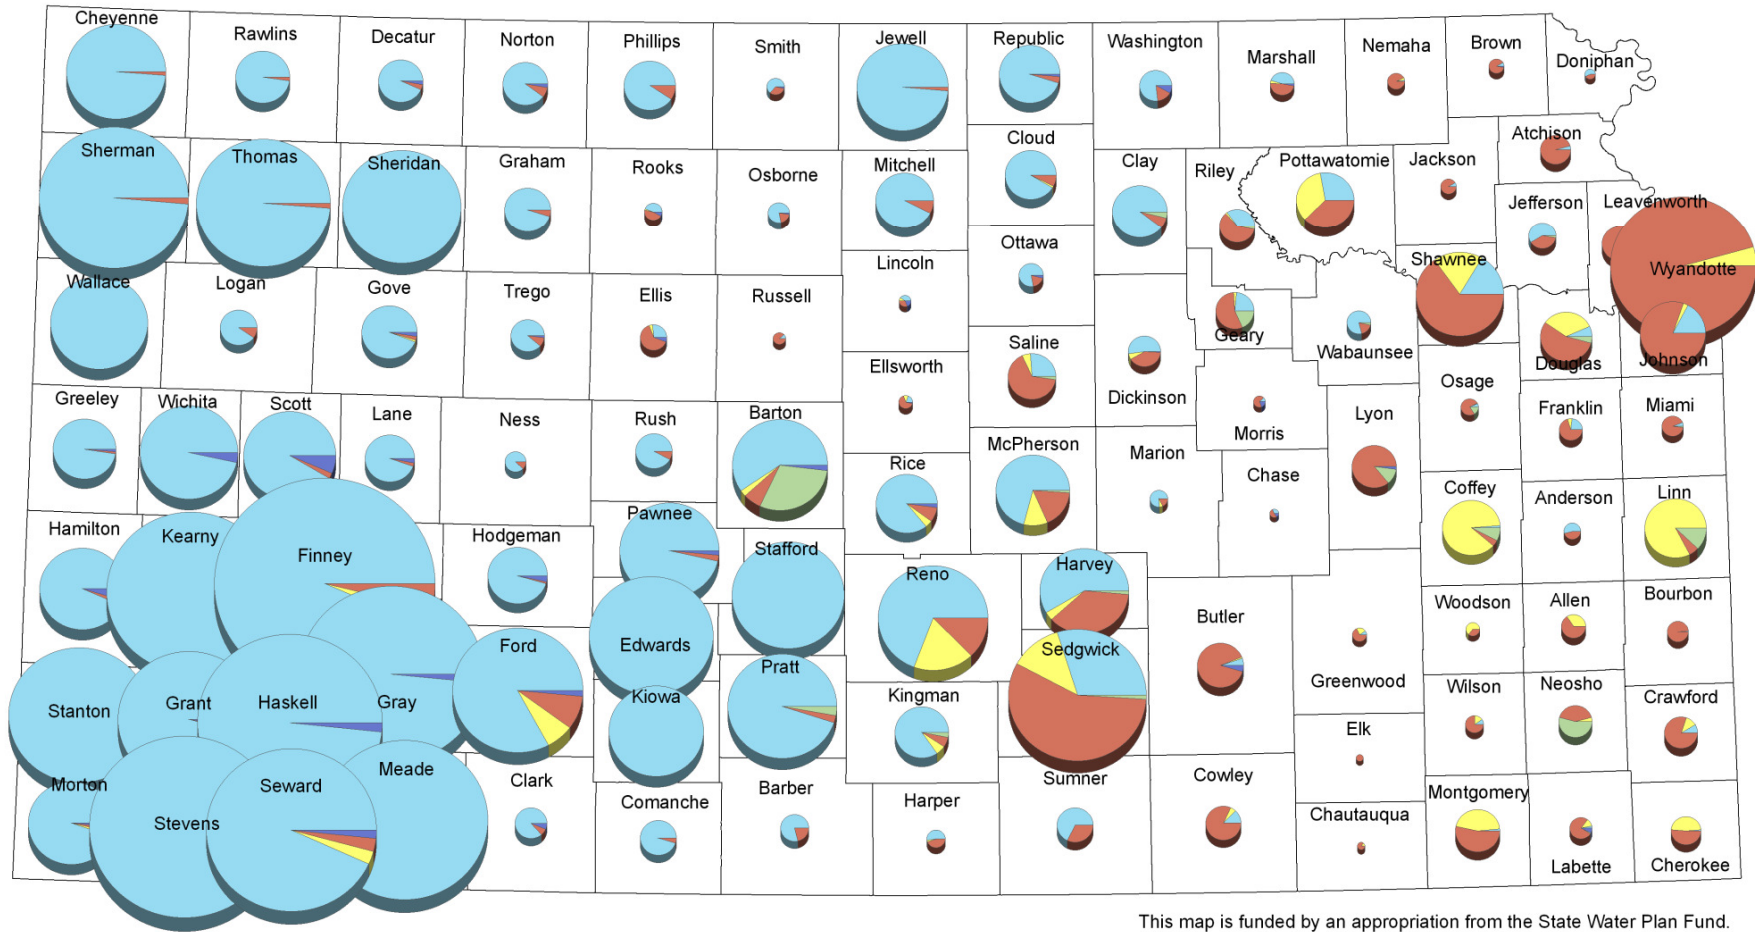 Cheyenne
Rawlins
Decatur
Norton
Phillips
Smith
Jewell
Republic
Washington
Marshall
Nemaha
Brown
Doniphan
Sherman
Thomas
Sheridan
Graham
Rooks
Osborne
Mitchell
Cloud
Clay
Riley
Pottawatomie
Jackson
Atchison
Jefferson
Leavenworth
Wyandotte
Wallace
Logan
Gove
Trego
Ellis
Russell
Lincoln
Ottawa
Saline
Dickinson
Geary
Wabaunsee
Shawnee
Douglas
Johnson
Greeley
Wichita
Scott
Lane
Ness
Rush
Barton
Ellsworth
Rice
McPherson
Marion
Morris
Chase
Lyon
Osage
Franklin
Miami
Coffey
Anderson
Linn
Hamilton
Kearny
Finney
Hodgeman
Pawnee
Stafford
Edwards
Reno
Harvey
Sedgwick
Butler
Greenwood
Woodson
Allen
Bourbon
Stanton
Grant
Haskell
Gray
Ford
Kiowa
Pratt
Kingman
Elk
Wilson
Neosho
Crawford
Morton
Stevens
Seward
Meade
Clark
Comanche
Barber
Harper
Sumner
Cowley
Chautauqua
Montgomery
Labette
Cherokee
This map is funded by an appropriation from the State Water Plan Fund.